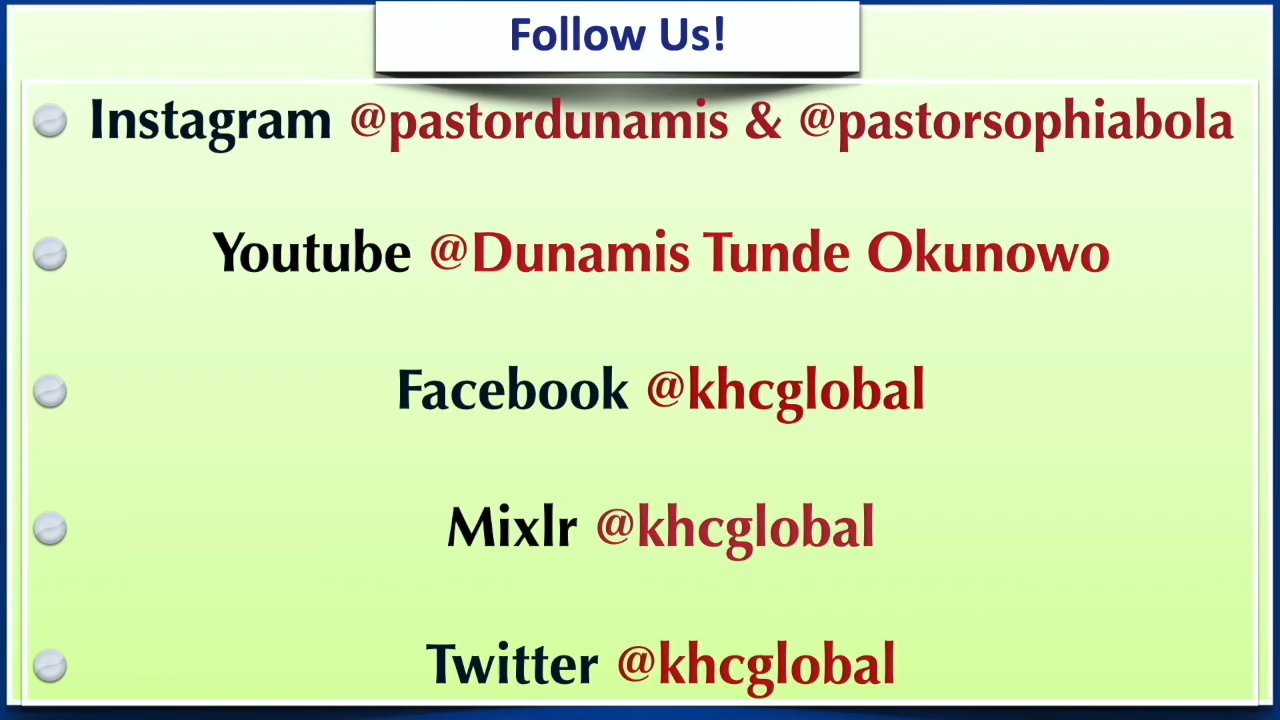 Follow Us!
Instagram @pastordunamis & @pastorsophiabola
Youtube @Dunamis Tunde Okunowo
Facebook @khcglobal
Mixlr @khcglobal
Twitter @khcglobal